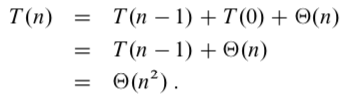 T(n) = T(n − 1) + T(0) + Θ(n)
= T(n − 1) + Θ(n)
= Θ(n²) .